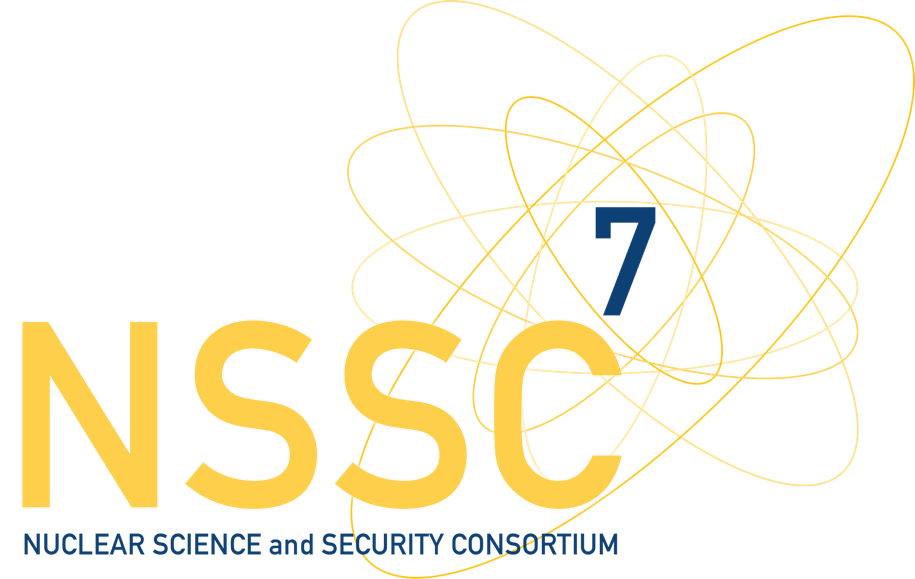 7
NSSC
NUCLEAR SCIENCE and SECURITY CONSORTIUM